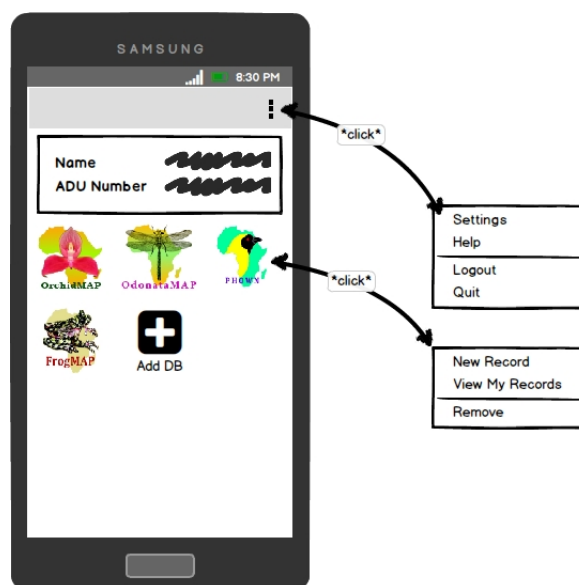 SAMSUNG
8:30 PM
*click*
Name
ADU Number
Settings
Help
Logout
Quit
OrchidMAP
OdonataMAP
PHOWN
*click*
New Record
View My Records
Remove
FrogMAP
Add DB